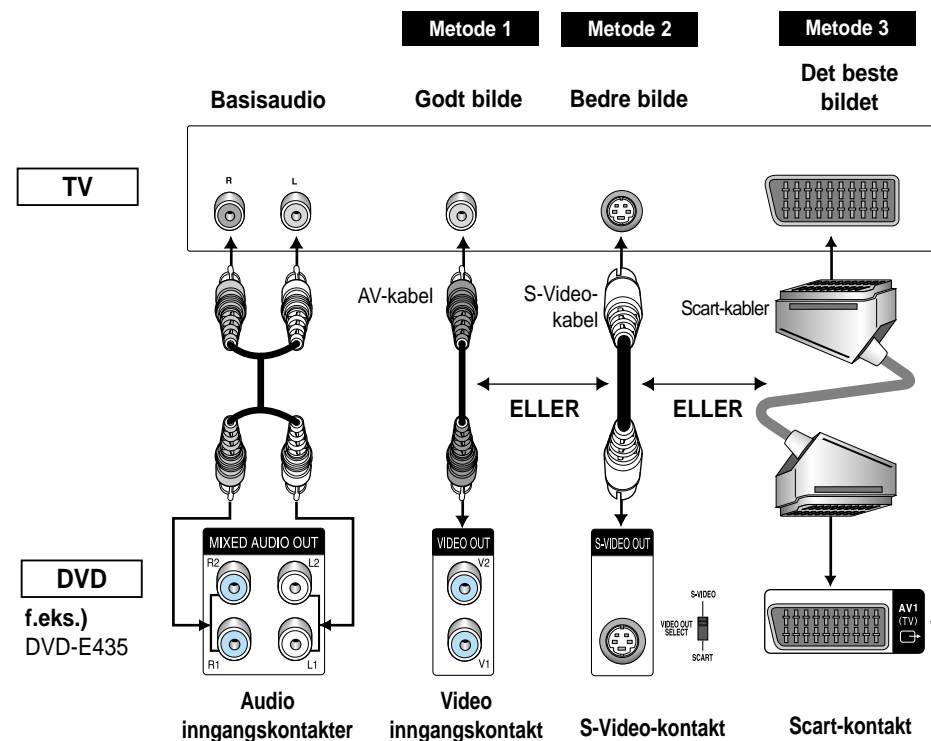 Metode 1
Metode 2
Metode 3
Basisaudio
Godt bilde
Bedre bilde
Det beste
bildet
TV
R
L
AV-kabel
S-Video-
kabel
Scart-kabler
ELLER
ELLER
DVD
f.eks.)
DVD-E435
MIXED AUDIO OUT
R2
L2
R1
L1
VIDEO OUT
V2
V1
S-VIDEO OUT
S-VIDEO
VIDEO OUT
SELECT
SCART
AV1
(TV)
Audio
inngangskontakter
Video
inngangskontakt
S-Video-kontakt
Scart-kontakt